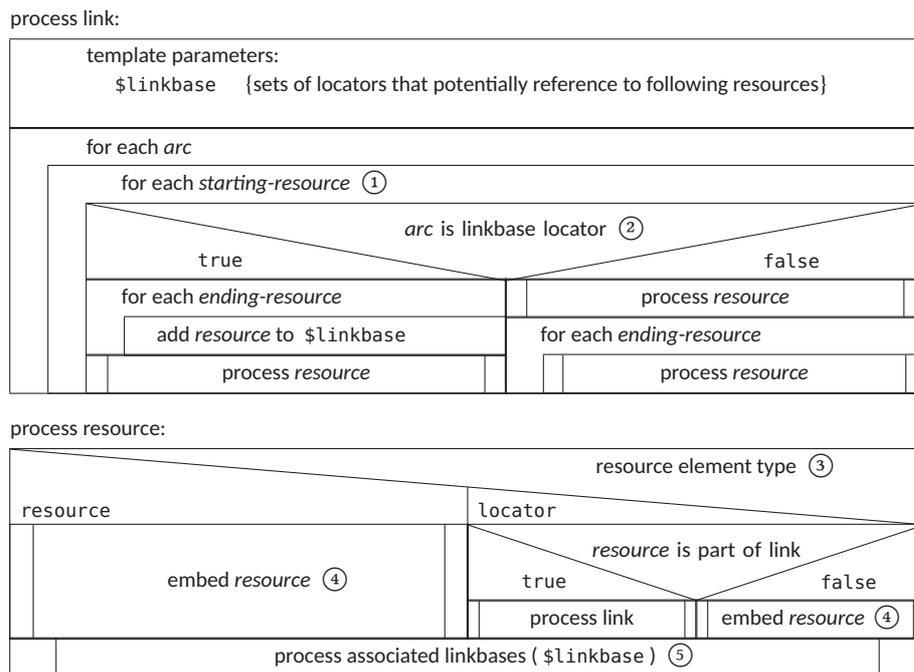 process link:
template parameters:
$linkbase {sets of locators that potentially reference to following resources}
for each arc
for each starting-resource ①
arc is linkbase locator ②
true false
for each ending-resource process resource
add resource to $linkbase for each ending-resource
process resource process resource
process resource:
resource element type ③
resource locator
embed resource ④ resource is part of link
true false
process link embed resource ④
process associated linkbases ( $linkbase ) ⑤